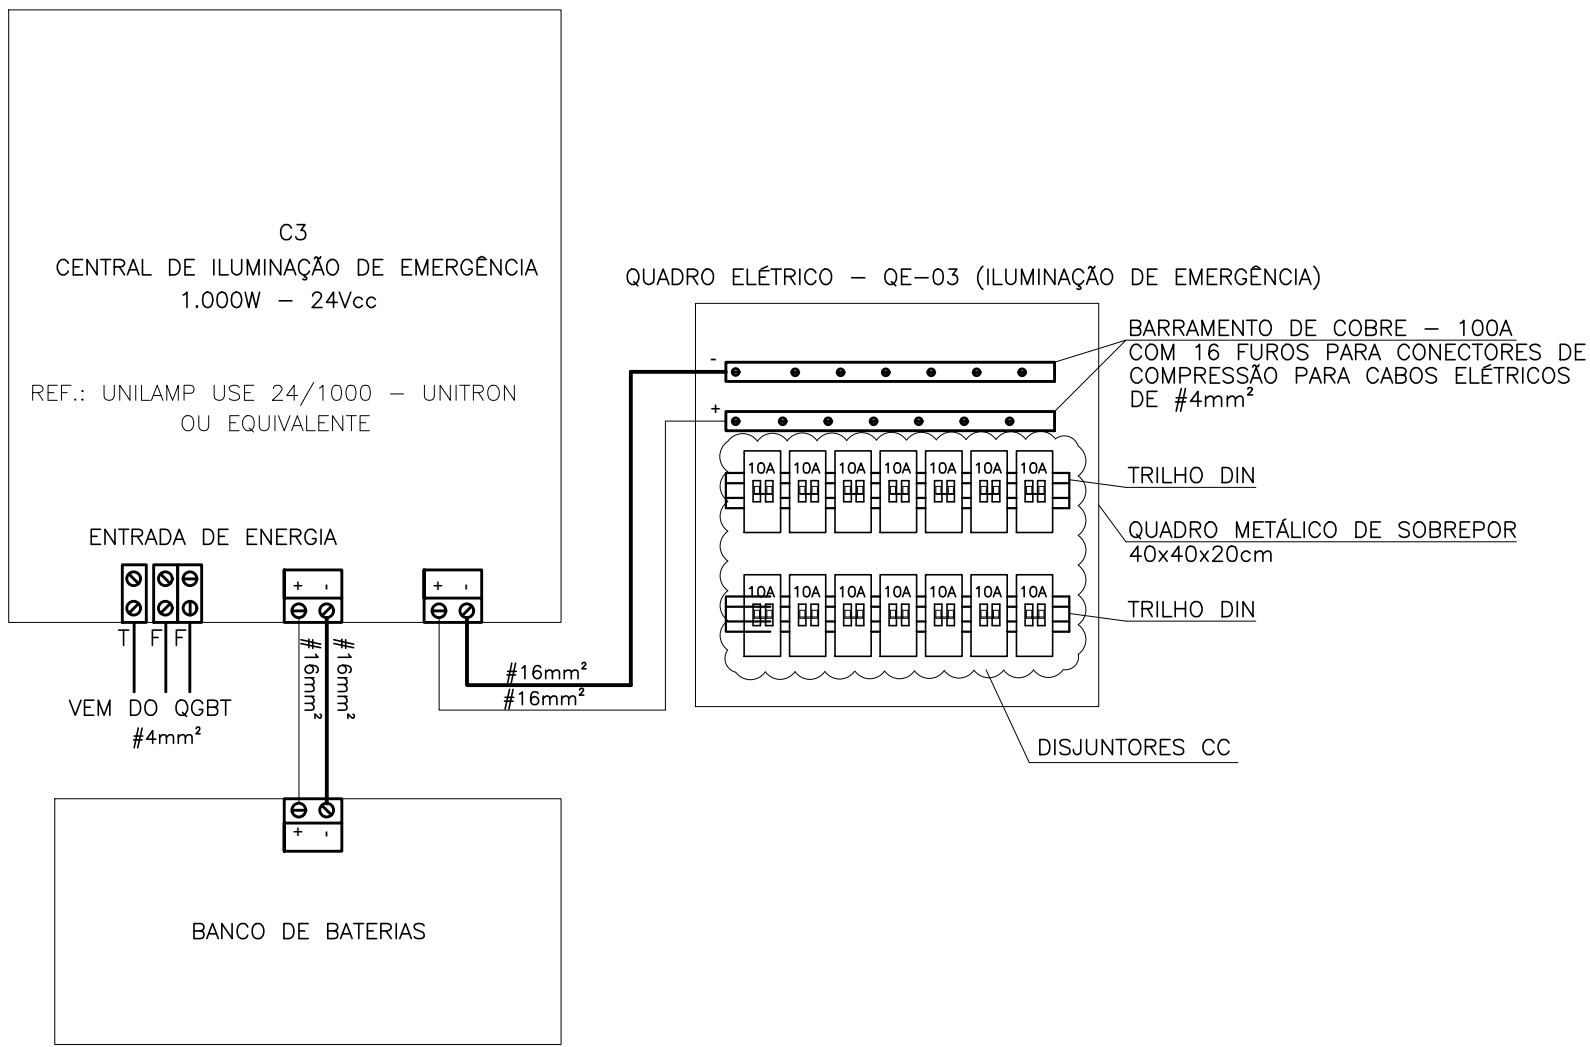 C3
CENTRAL DE ILUMINAÇÃO DE EMERGÊNCIA
1.000W – 24Vcc
REF.: UNILAMP USE 24/1000 – UNITRON
OU EQUIVALENTE
ENTRADA DE ENERGIA
+ -
+ -
T F F
#16mm²
#16mm²
#16mm²
#16mm²
VEM DO QGBT
#4mm²
+ -
BANCO DE BATERIAS
QUADRO ELÉTRICO – QE-03 (ILUMINAÇÃO DE EMERGÊNCIA)
-
+
10A 10A 10A 10A 10A 10A 10A
10A 10A 10A 10A 10A 10A 10A
BARRAMENTO DE COBRE – 100A
COM 16 FUROS PARA CONECTORES DE
COMPRESSÃO PARA CABOS ELÉTRICOS
DE #4mm²
TRILHO DIN
QUADRO METÁLICO DE SOBREPOR
40x40x20cm
TRILHO DIN
DISJUNTORES CC